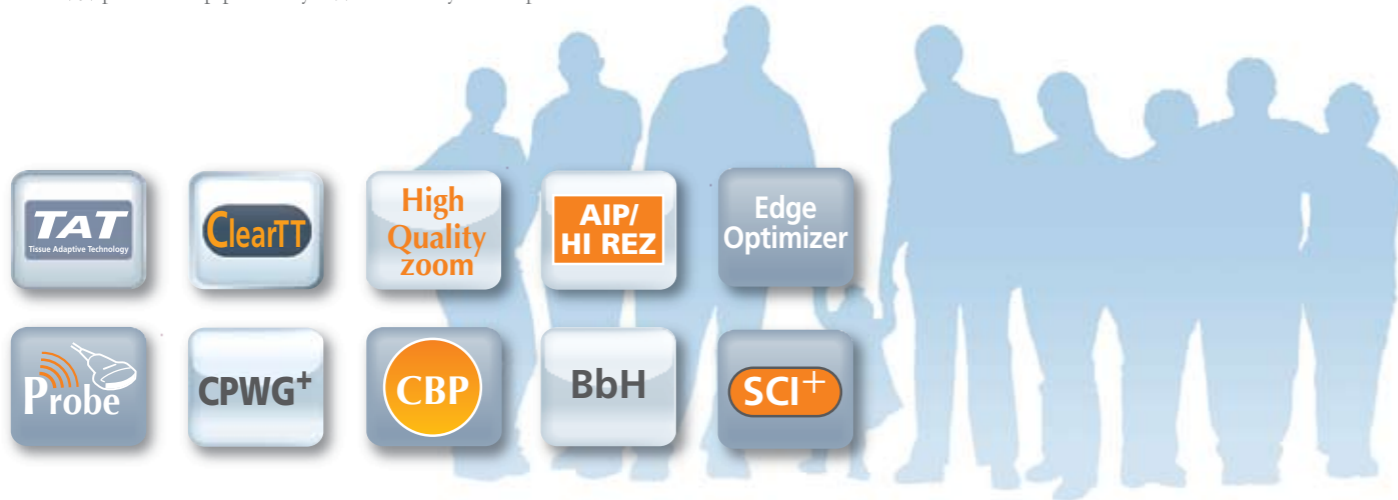 TAT
Tissue Adaptive Technology
ClearTT
High
Quality
zoom
AIP/
HI REZ
Edge
Optimizer
Probe
CPWG+
CBP
BbH
SCI+